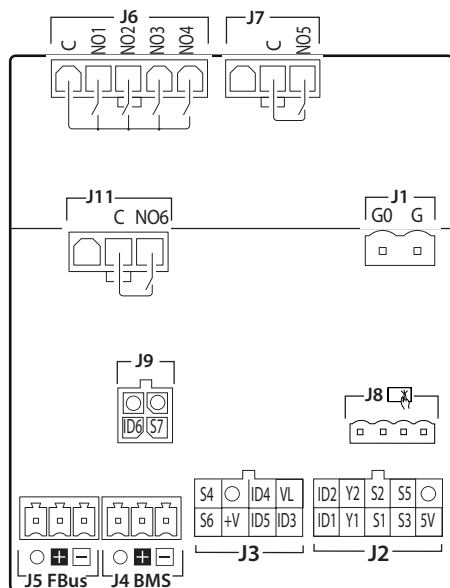 J6
J7
C NO1 NO2 NO3 NO4
C NO5
J11
J1
C NO6
G0 G
J9
J8
ID6 S7
S4 ID4 VL
S6 +V ID5 ID3
J3
ID2 Y2 S2 S5
ID1 Y1 S1 S3 5V
J2
+ −
+ −
J5 FBus
J4 BMS